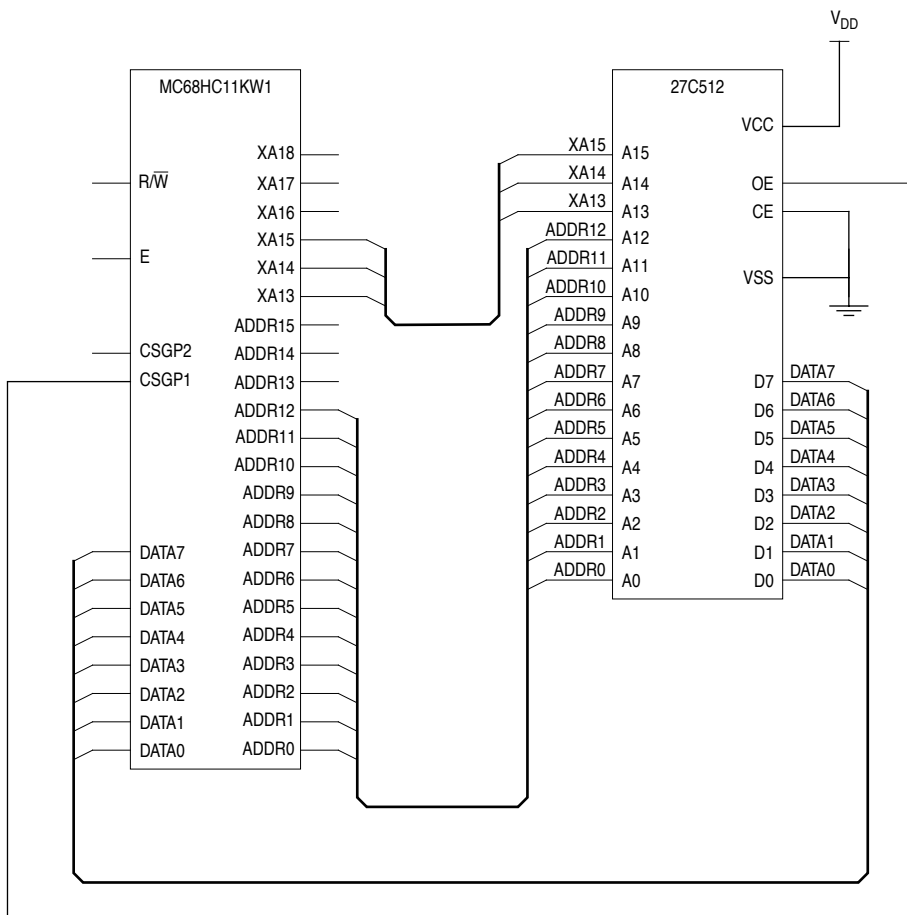 V_DD
MC68HC11KW1
XA18
R/W̅
XA17
XA16
XA15
E
XA14
XA13
ADDR15
CSGP2
ADDR14
CSGP1
ADDR13
ADDR12
ADDR11
ADDR10
ADDR9
ADDR8
DATA7
ADDR7
DATA6
ADDR6
DATA5
ADDR5
DATA4
ADDR4
DATA3
ADDR3
DATA2
ADDR2
DATA1
ADDR1
DATA0
ADDR0
27C512
VCC
XA15
A15
XA14
A14
OE
XA13
A13
CE
ADDR12
A12
ADDR11
A11
VSS
ADDR10
A10
ADDR9
A9
ADDR8
A8
ADDR7
A7
D7
DATA7
ADDR6
A6
D6
DATA6
ADDR5
A5
D5
DATA5
ADDR4
A4
D4
DATA4
ADDR3
A3
D3
DATA3
ADDR2
A2
D2
DATA2
ADDR1
A1
D1
DATA1
ADDR0
A0
D0
DATA0